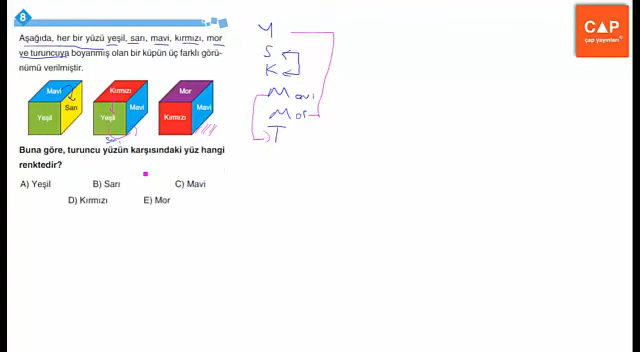 8
Aşağıda, her bir yüzü yeşil, sarı, mavi, kırmızı, mor
ve turuncuya boyanmış olan bir küpün üç farklı görü-
nümü verilmiştir.
Mavi
Yeşil
Sarı
Kırmızı
Yeşil
Mavi
Sarı
Mor
Kırmızı
Mavi
Buna göre, turuncu yüzün karşısındaki yüz hangi
renktedir?
A) Yeşil B) Sarı C) Mavi
D) Kırmızı E) Mor
Y
S
K
Mavi
Mor
T
CAP
çap yayınları